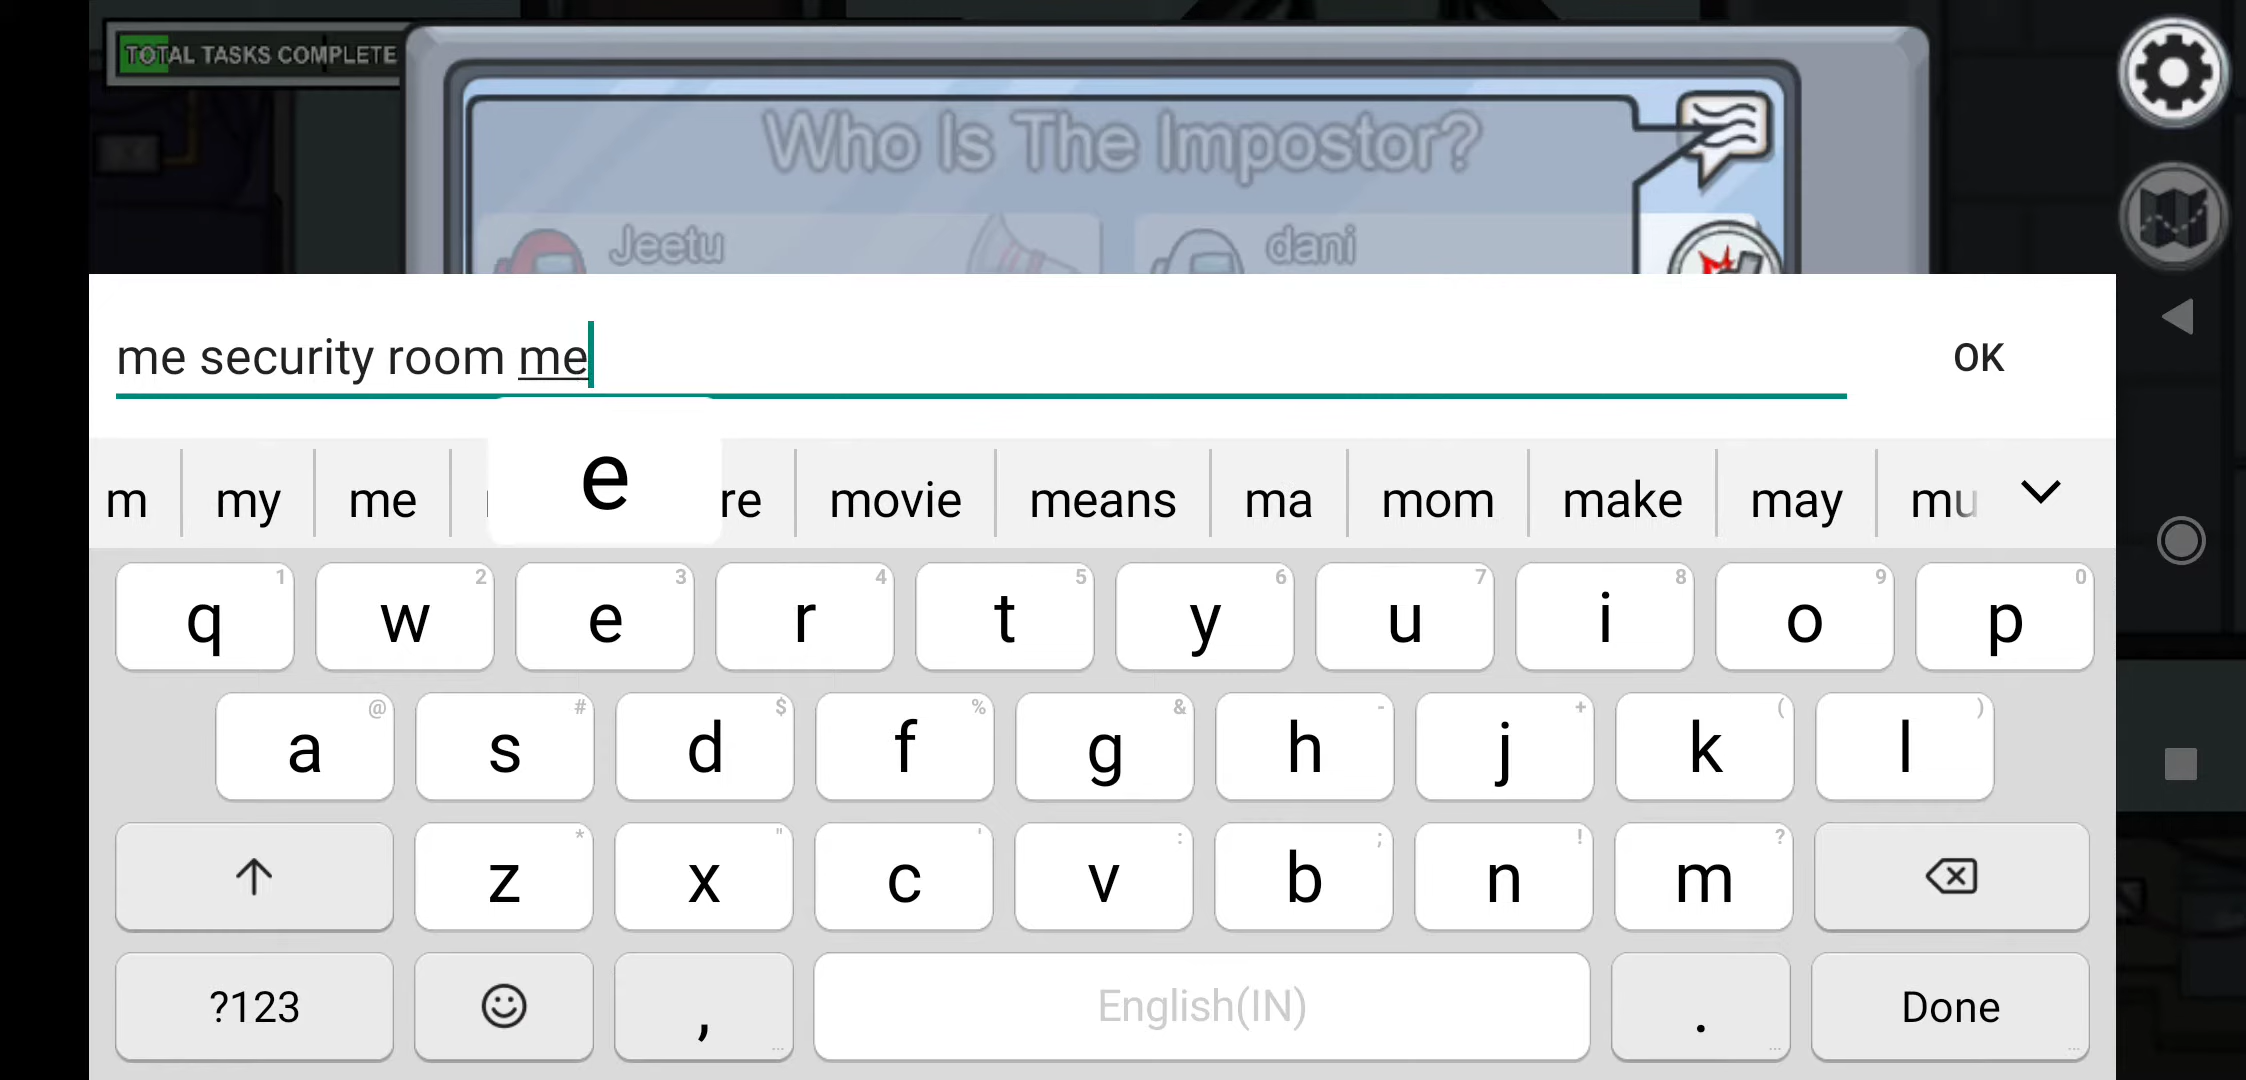 TOTAL TASKS COMPLETE
Who Is The Impostor?
Jeetu
dani
me security room me
OK
m my me re movie means ma mom make may mu
e
1 2 3 4 5 6 7 8 9 0
q w e r t y u i o p
@ # $ % & - + ( )
a s d f g h j k l
* " ' : ; ! ?
z x c v b n m
?123 , English(IN) . Done